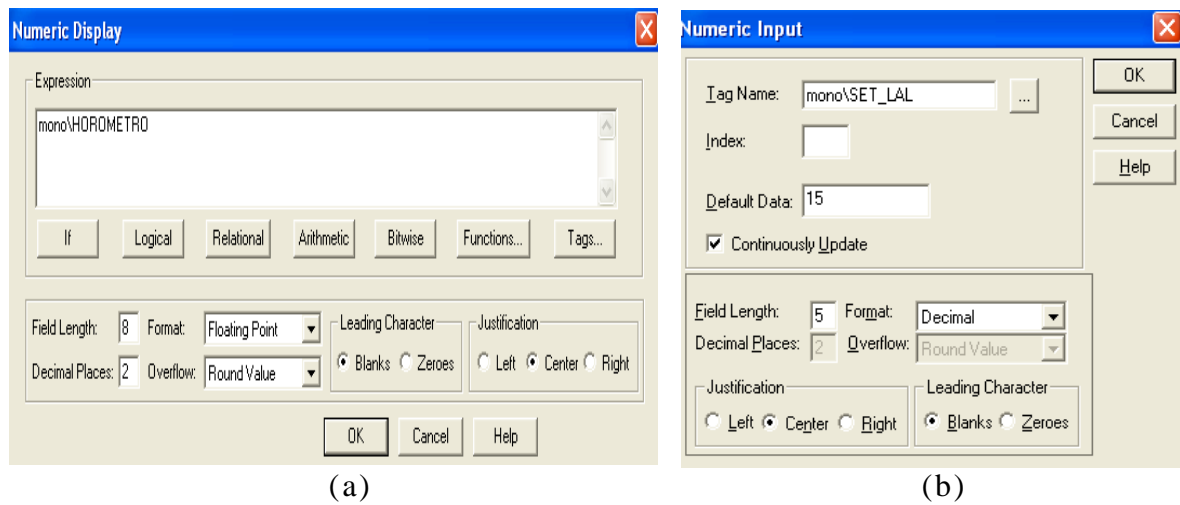 Numeric Display
Expression
mono\HOROMETRO
If Logical Relational Arithmetic Bitwise Functions... Tags...
Field Length: 8 Format: Floating Point
Decimal Places: 2 Overflow: Round Value
Leading Character
Blanks Zeroes
Justification
Left Center Right
OK Cancel Help
(a)
Numeric Input
Tag Name: mono\SET_LAL ...
Index:
Default Data: 15
Continuously Update
OK
Cancel
Help
Field Length: 5 Format: Decimal
Decimal Places: 2 Overflow: Round Value
Justification
Left Center Right
Leading Character
Blanks Zeroes
(b)